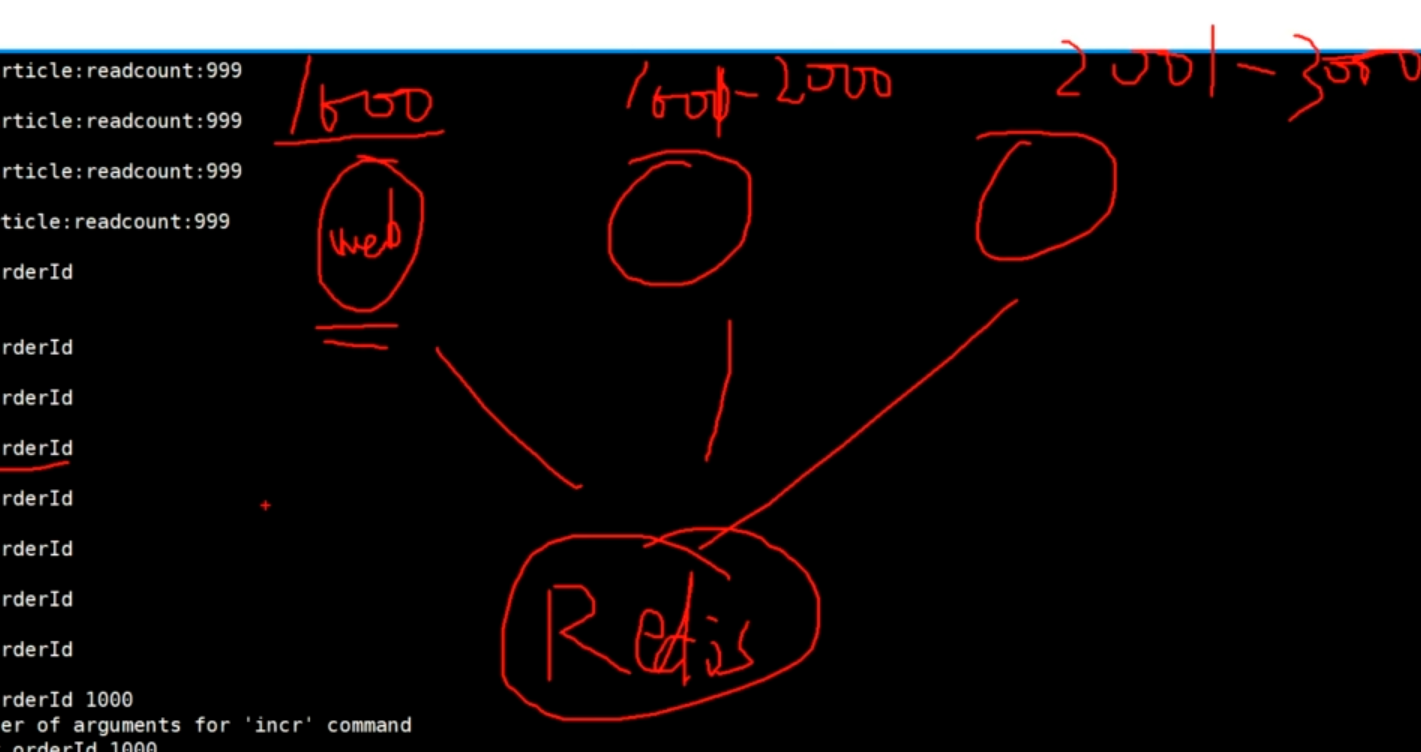 rticle:readcount:999
1000
1001-2000
2001-3000
rticle:readcount:999
rticle:readcount:999
ticle:readcount:999
web
rderId
rderId
rderId
rderId
rderId
rderId
rderId
rderId
Redis
rderId 1000
er of arguments for 'incr' command
orderId 1000